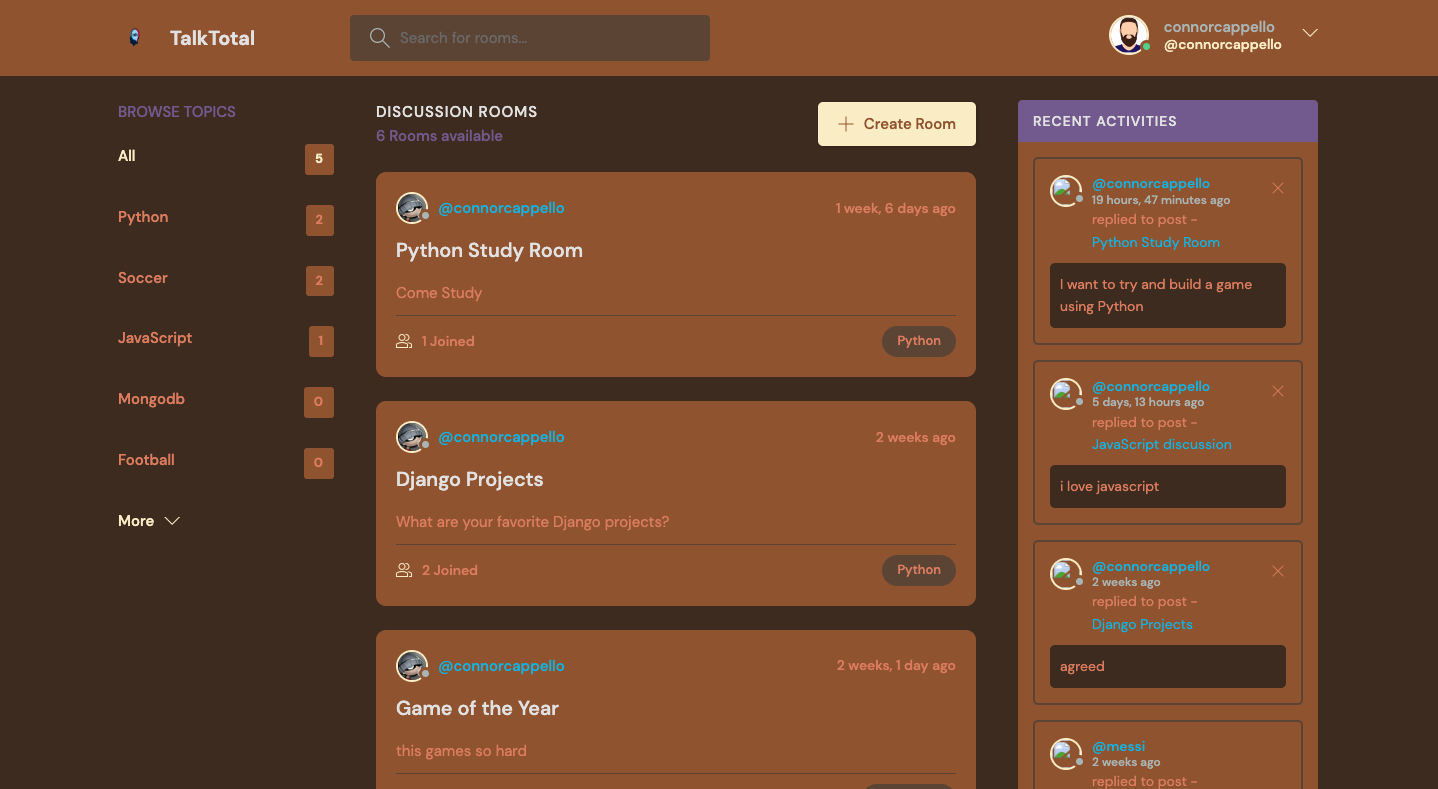 TalkTotal
Search for rooms...
connorcappello
@connorcappello
BROWSE TOPICS
All 5
Python 2
Soccer 2
JavaScript 1
Mongodb 0
Football 0
More
DISCUSSION ROOMS
6 Rooms available
Create Room
@connorcappello 1 week, 6 days ago
Python Study Room
Come Study
1 Joined Python
@connorcappello 2 weeks ago
Django Projects
What are your favorite Django projects?
2 Joined Python
@connorcappello 2 weeks, 1 day ago
Game of the Year
this games so hard
RECENT ACTIVITIES
@connorcappello
19 hours, 47 minutes ago
replied to post -
Python Study Room
I want to try and build a game
using Python
@connorcappello
5 days, 13 hours ago
replied to post -
JavaScript discussion
i love javascript
@connorcappello
2 weeks ago
replied to post -
Django Projects
agreed
@messi
2 weeks ago
replied to post -